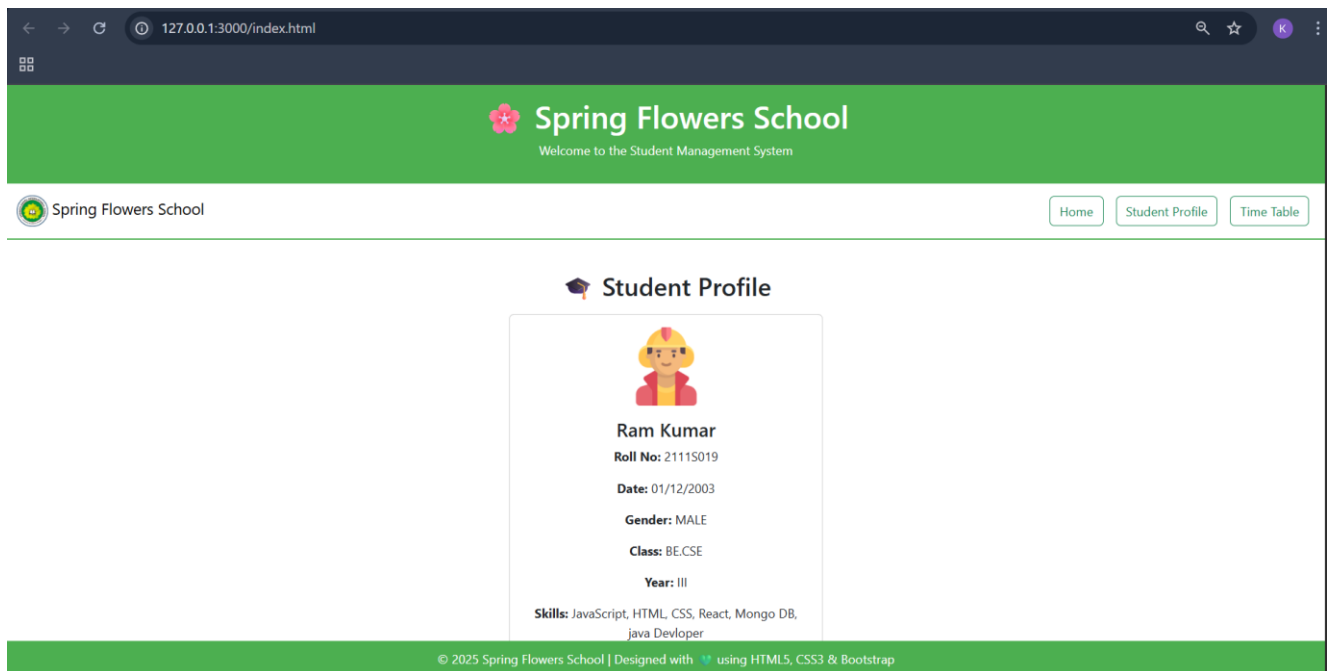 127.0.0.1:3000/index.html
K
🌸 Spring Flowers School
Welcome to the Student Management System
Spring Flowers School
Home Student Profile Time Table
🎓 Student Profile
Ram Kumar
Roll No: 2111S019
Date: 01/12/2003
Gender: MALE
Class: BE.CSE
Year: III
Skills: JavaScript, HTML, CSS, React, Mongo DB,
java Devloper
© 2025 Spring Flowers School | Designed with 💚 using HTML5, CSS3 & Bootstrap